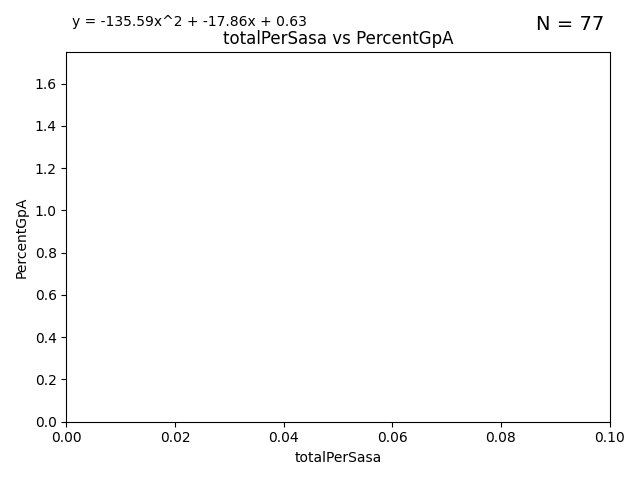 y = -135.59x^2 + -17.86x + 0.63
N = 77
totalPerSasa vs PercentGpA
1.6
1.4
1.2
1.0
0.8
0.6
0.4
0.2
0.0
PercentGpA
0.00 0.02 0.04 0.06 0.08 0.10
totalPerSasa